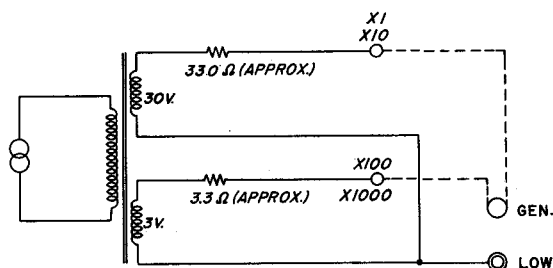 X1
X10
33.0 Ω (APPROX.)
30V.
X100
3.3 Ω (APPROX.)
X1000
GEN.
3V.
LOW